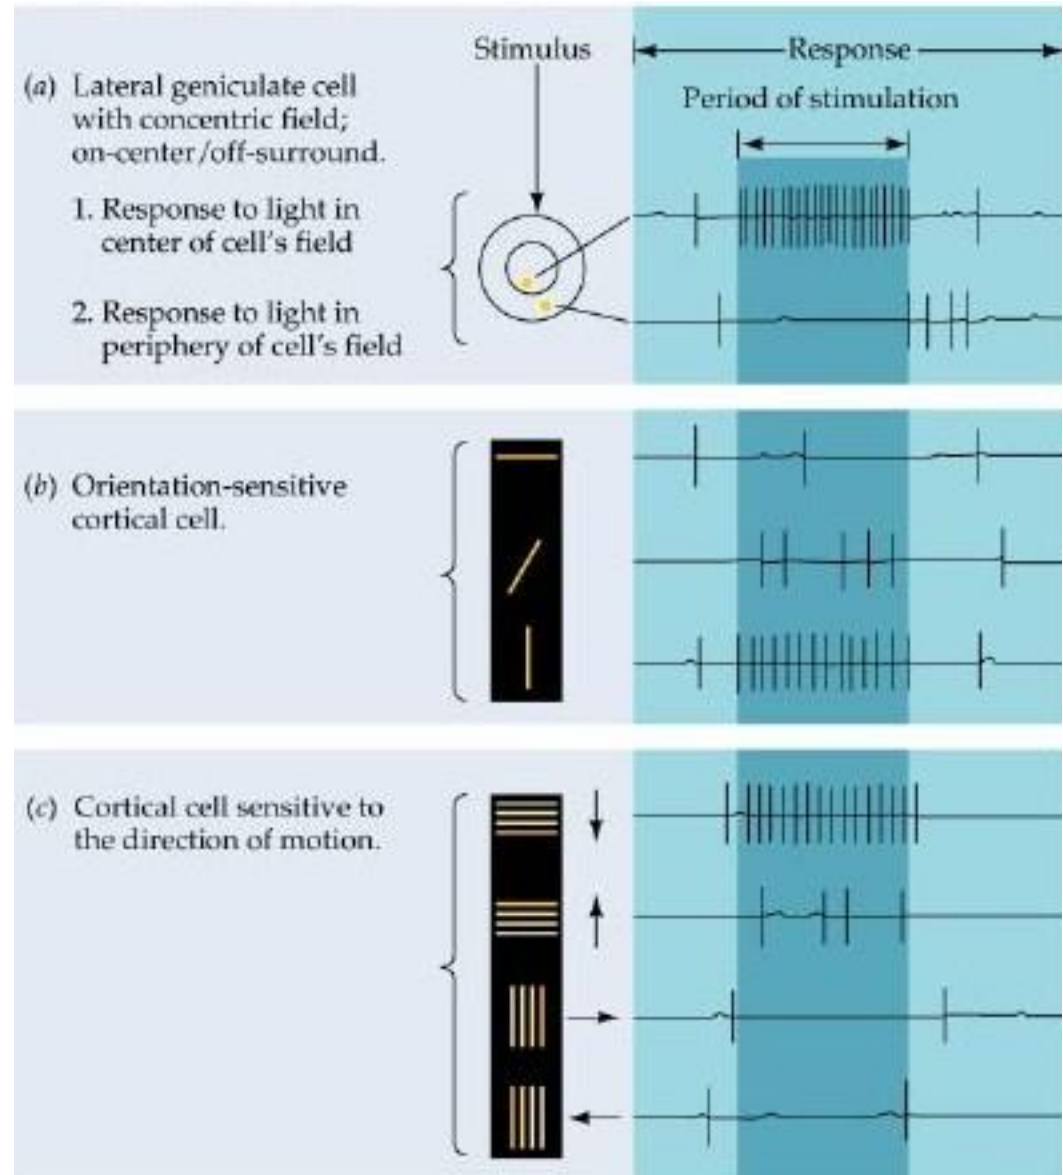 Stimulus
Response
Period of stimulation
(a) Lateral geniculate cell
with concentric field;
on-center/off-surround.
1. Response to light in
center of cell's field
2. Response to light in
periphery of cell's field
(b) Orientation-sensitive
cortical cell.
(c) Cortical cell sensitive to
the direction of motion.